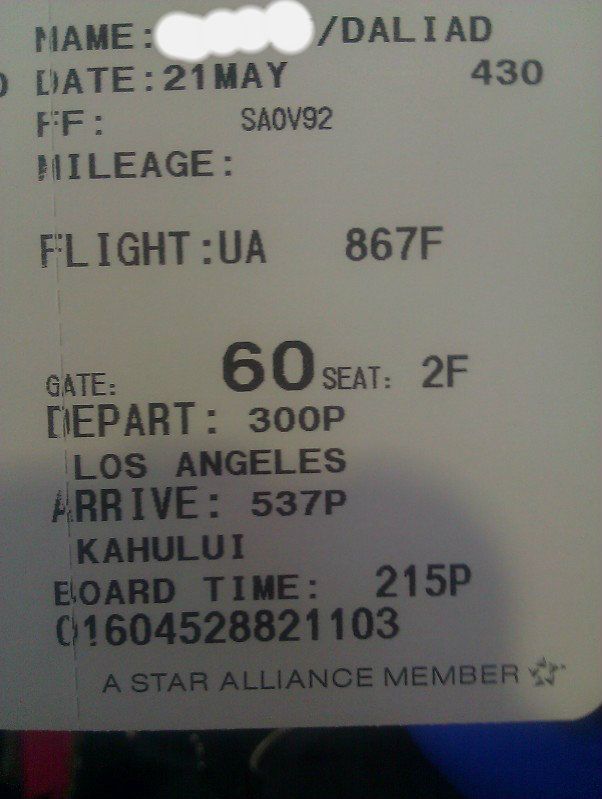 NAME: /DALIAD
DATE:21MAY 430
FF: SA0V92
MILEAGE:
FLIGHT:UA 867F
GATE: 60 SEAT: 2F
DEPART: 300P
LOS ANGELES
ARRIVE: 537P
KAHULUI
BOARD TIME: 215P
01604528821103
A STAR ALLIANCE MEMBER